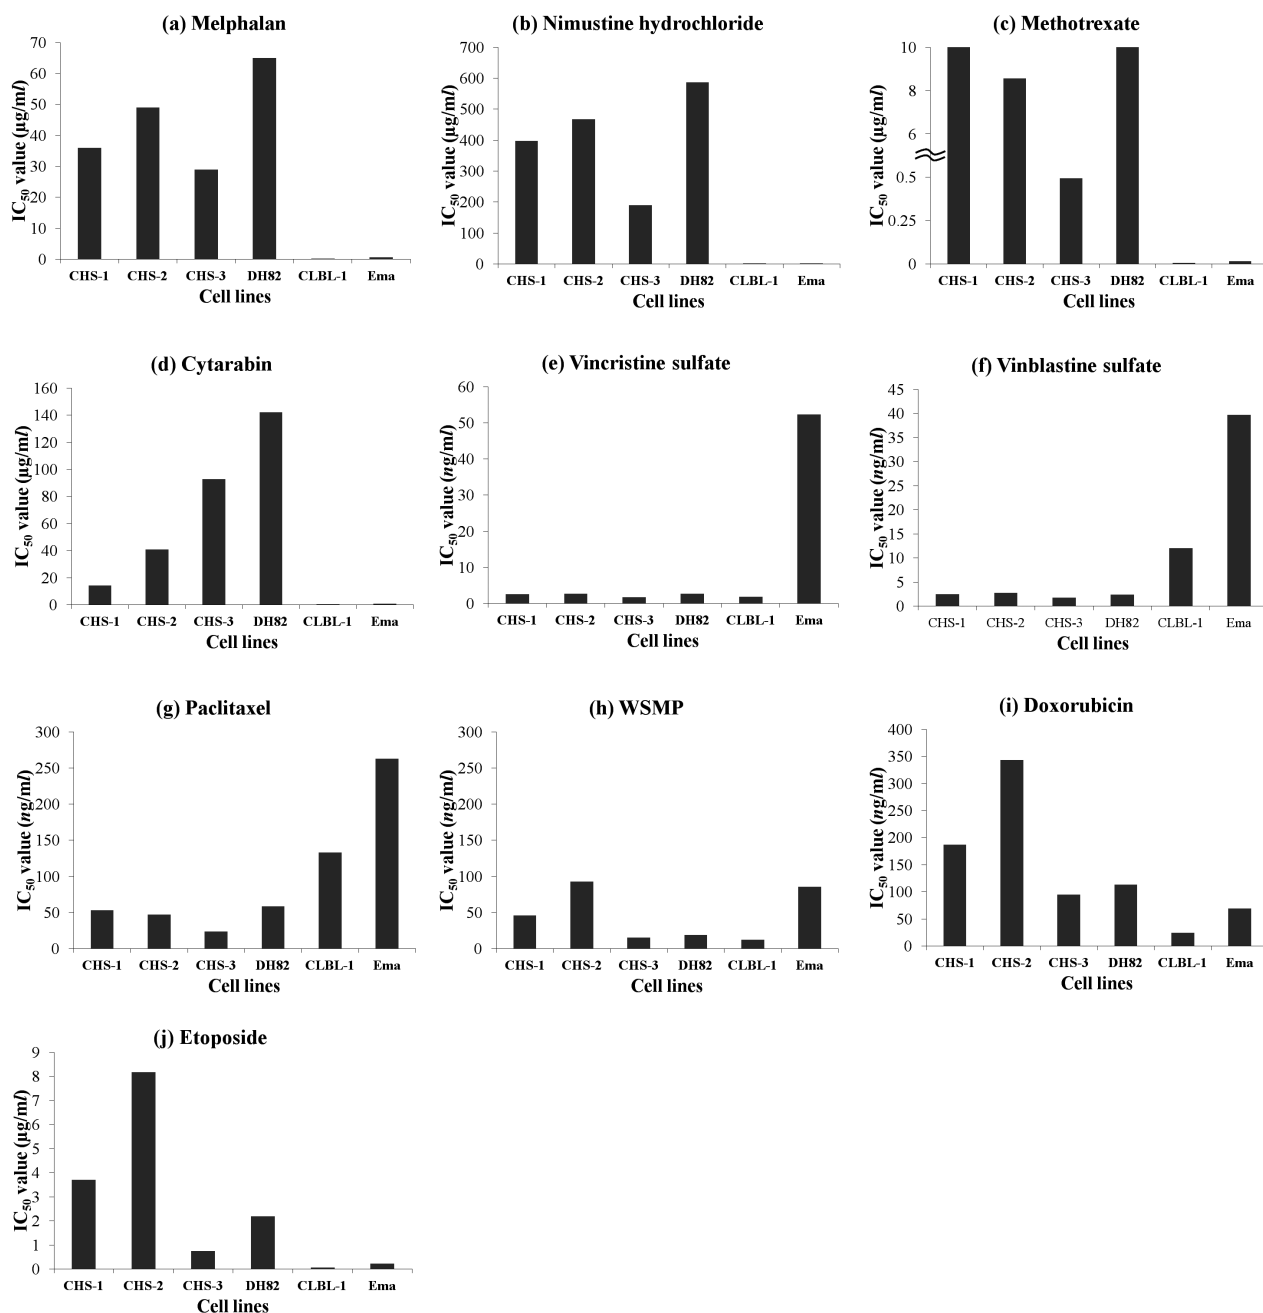 (a) Melphalan
IC50 value (µg/ml)
70
60
50
40
30
20
10
0
CHS-1 CHS-2 CHS-3 DH82 CLBL-1 Ema
Cell lines
(b) Nimustine hydrochloride
IC50 value (µg/ml)
700
600
500
400
300
200
100
0
CHS-1 CHS-2 CHS-3 DH82 CLBL-1 Ema
Cell lines
(c) Methotrexate
IC50 value (µg/ml)
10
8
6
0.5
0.25
0
CHS-1 CHS-2 CHS-3 DH82 CLBL-1 Ema
Cell lines
(d) Cytarabin
IC50 value (µg/ml)
160
140
120
100
80
60
40
20
0
CHS-1 CHS-2 CHS-3 DH82 CLBL-1 Ema
Cell lines
(e) Vincristine sulfate
IC50 value (ng/ml)
60
50
40
30
20
10
0
CHS-1 CHS-2 CHS-3 DH82 CLBL-1 Ema
Cell lines
(f) Vinblastine sulfate
IC50 value (ng/ml)
45
40
35
30
25
20
15
10
5
0
CHS-1 CHS-2 CHS-3 DH82 CLBL-1 Ema
Cell lines
(g) Paclitaxel
IC50 value (ng/ml)
300
250
200
150
100
50
0
CHS-1 CHS-2 CHS-3 DH82 CLBL-1 Ema
Cell lines
(h) WSMP
IC50 value (ng/ml)
300
250
200
150
100
50
0
CHS-1 CHS-2 CHS-3 DH82 CLBL-1 Ema
Cell lines
(i) Doxorubicin
IC50 value (ng/ml)
400
350
300
250
200
150
100
50
0
CHS-1 CHS-2 CHS-3 DH82 CLBL-1 Ema
Cell lines
(j) Etoposide
IC50 value (µg/ml)
9
8
7
6
5
4
3
2
1
0
CHS-1 CHS-2 CHS-3 DH82 CLBL-1 Ema
Cell lines